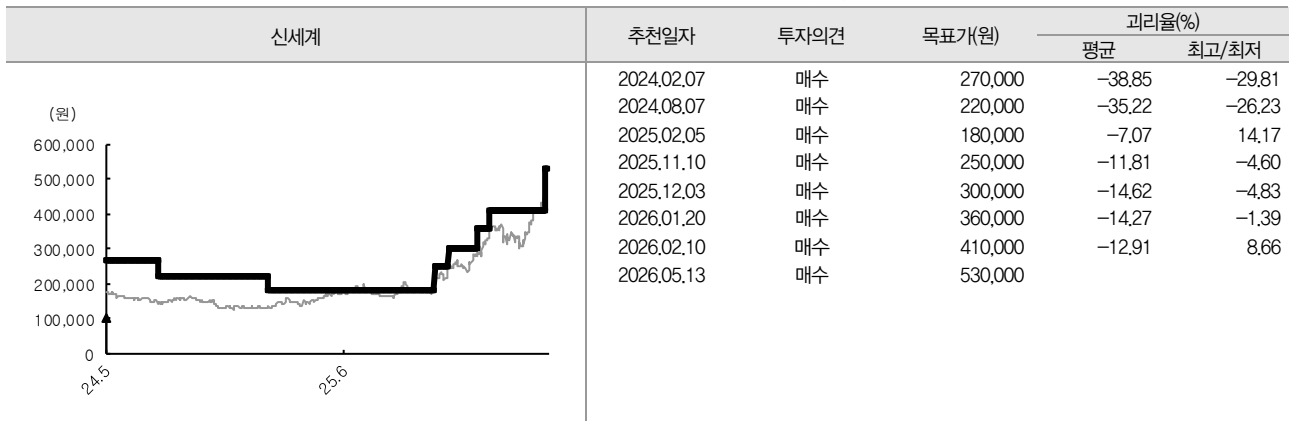 신세계
추천일자 투자의견 목표가(원) 괴리율(%)
평균 최고/최저
(원)
600,000
500,000
400,000
300,000
200,000
100,000
0
24.5 25.6
2024.02.07 매수 270,000 -38.85 -29.81
2024.08.07 매수 220,000 -35.22 -26.23
2025.02.05 매수 180,000 -7.07 14.17
2025.11.10 매수 250,000 -11.81 -4.60
2025.12.03 매수 300,000 -14.62 -4.83
2026.01.20 매수 360,000 -14.27 -1.39
2026.02.10 매수 410,000 -12.91 8.66
2026.05.13 매수 530,000